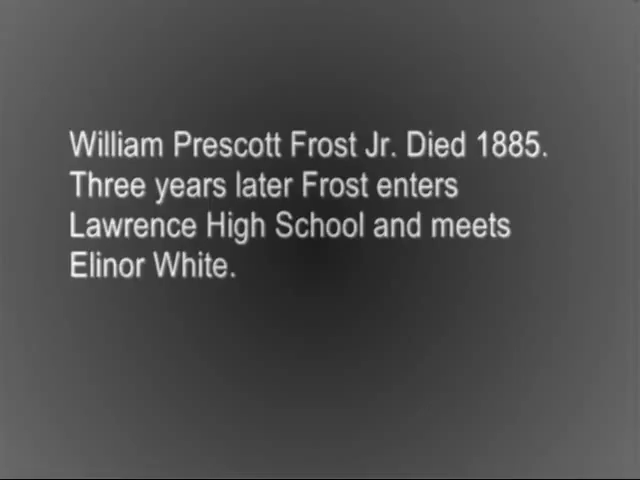 William Prescott Frost Jr. Died 1885.
Three years later Frost enters
Lawrence High School and meets
Elinor White.